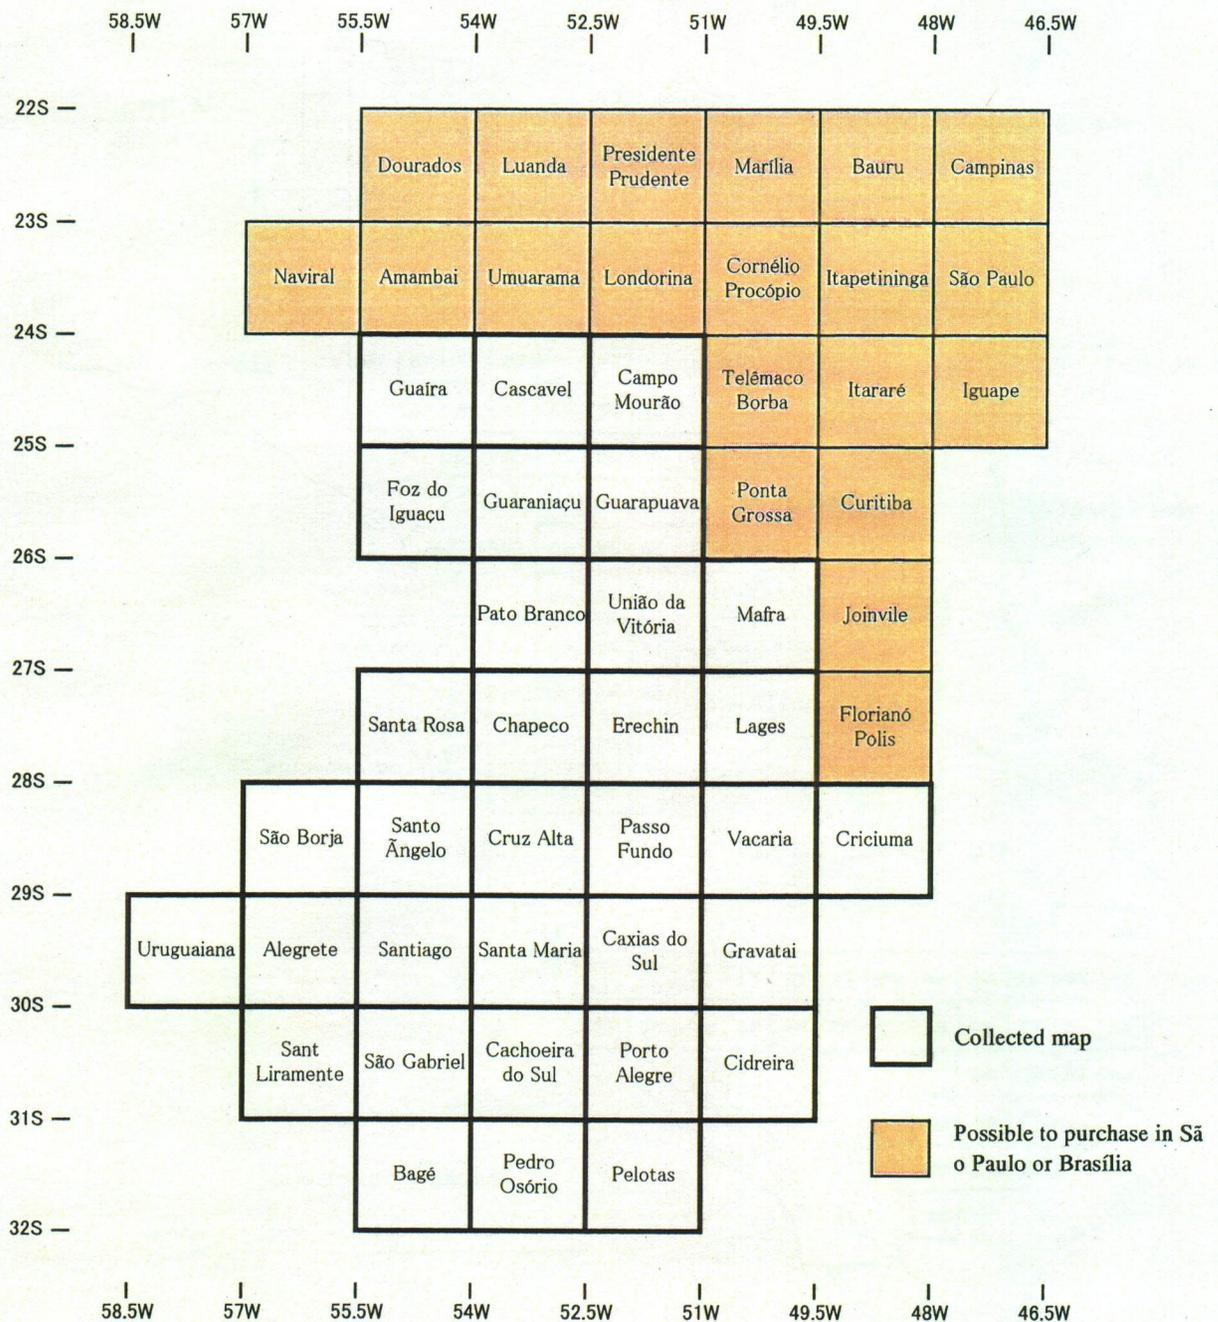 58.5W 57W 55.5W 54W 52.5W 51W 49.5W 48W 46.5W
22S
Dourados Luanda Presidente Prudente Marília Bauru Campinas
23S
Naviral Amambai Umuarama Londorina Cornélio Procópio Itapetininga São Paulo
24S
Guaíra Cascavel Campo Mourão Telêmaco Borba Itararé Iguape
25S
Foz do Iguaçu Guaraniaçu Guarapuava Ponta Grossa Curitiba
26S
Pato Branco União da Vitória Mafra Joinvile
27S
Santa Rosa Chapeco Erechin Lages Florianó Polis
28S
São Borja Santo Ãngelo Cruz Alta Passo Fundo Vacaria Criciuma
29S
Uruguaiana Alegrete Santiago Santa Maria Caxias do Sul Gravatai
30S
Sant Liramente São Gabriel Cachoeira do Sul Porto Alegre Cidreira
Collected map
31S
Bagé Pedro Osório Pelotas
Possible to purchase in Sã
o Paulo or Brasília
32S
58.5W 57W 55.5W 54W 52.5W 51W 49.5W 48W 46.5W